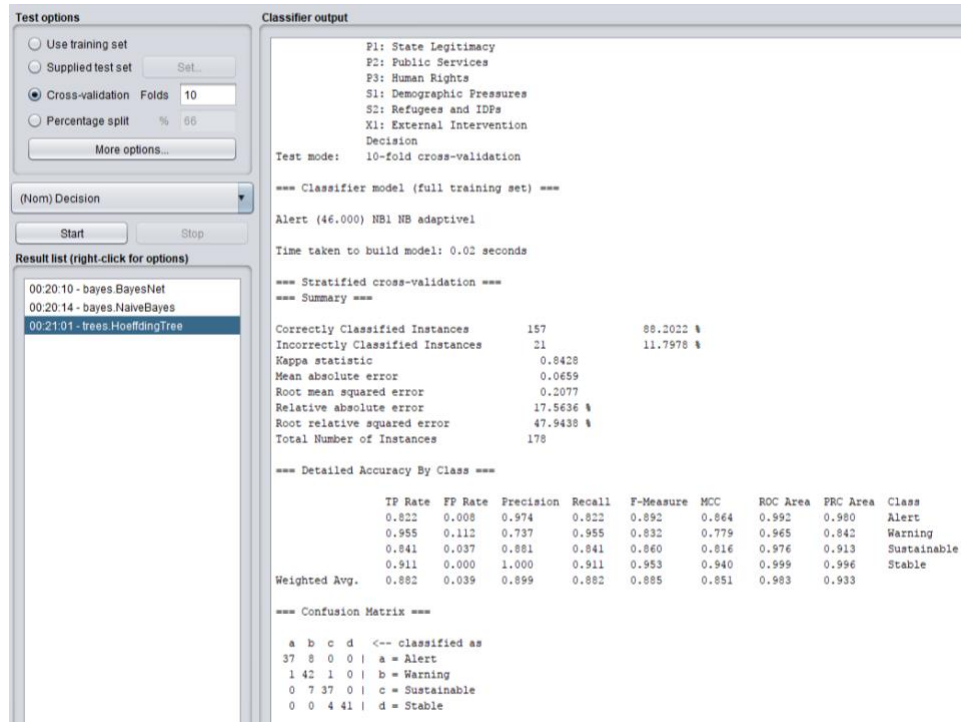 Test options
Use training set
Supplied test set Set...
Cross-validation Folds 10
Percentage split % 66
More options...
(Nom) Decision
Start Stop
Result list (right-click for options)
00:20:10 - bayes.BayesNet
00:20:14 - bayes.NaiveBayes
00:21:01 - trees.HoeffdingTree
Classifier output
P1: State Legitimacy
P2: Public Services
P3: Human Rights
S1: Demographic Pressures
S2: Refugees and IDPs
X1: External Intervention
Decision
Test mode: 10-fold cross-validation
=== Classifier model (full training set) ===
Alert (46.000) NB1 NB adaptive1
Time taken to build model: 0.02 seconds
=== Stratified cross-validation ===
=== Summary ===
Correctly Classified Instances 157 88.2022 %
Incorrectly Classified Instances 21 11.7978 %
Kappa statistic 0.8428
Mean absolute error 0.0659
Root mean squared error 0.2077
Relative absolute error 17.5636 %
Root relative squared error 47.9438 %
Total Number of Instances 178
=== Detailed Accuracy By Class ===
TP Rate FP Rate Precision Recall F-Measure MCC ROC Area PRC Area Class
0.822 0.008 0.974 0.822 0.892 0.864 0.992 0.980 Alert
0.955 0.112 0.737 0.955 0.832 0.779 0.965 0.842 Warning
0.841 0.037 0.881 0.841 0.860 0.816 0.976 0.913 Sustainable
0.911 0.000 1.000 0.911 0.953 0.940 0.999 0.996 Stable
Weighted Avg. 0.882 0.039 0.899 0.882 0.885 0.851 0.983 0.933
=== Confusion Matrix ===
a b c d <-- classified as
37 8 0 0 | a = Alert
1 42 1 0 | b = Warning
0 7 37 0 | c = Sustainable
0 0 4 41 | d = Stable